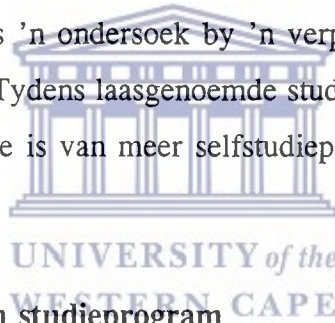 s ’n ondersoek by ’n verp
Tydens laasgenoemde stud
e is van meer selfstudiep
UNIVERSITY of the
WESTERN CAPE
n studieprogram